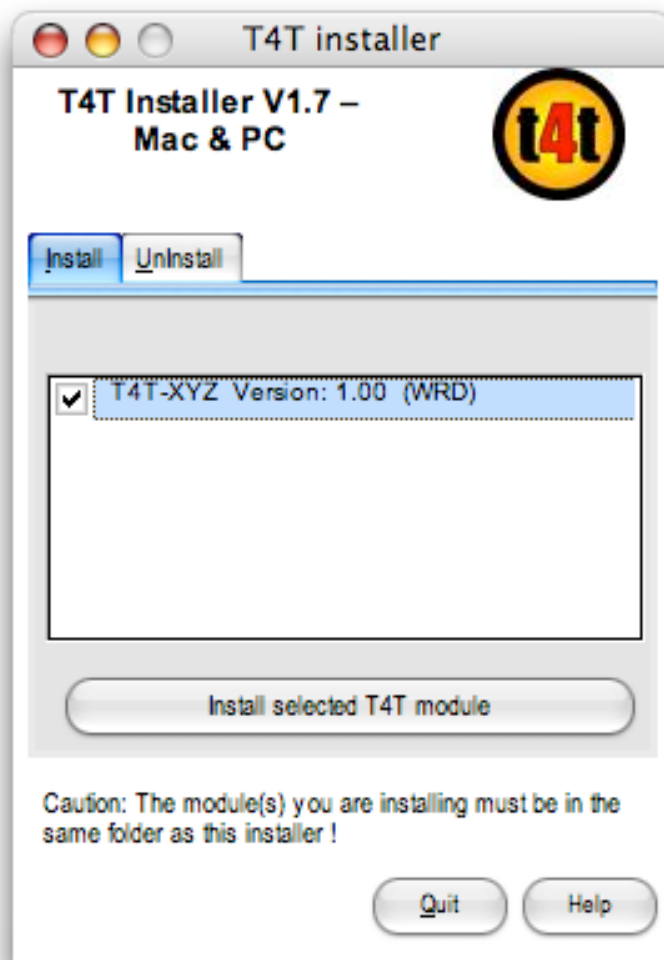 T4T installer
T4T Installer V1.7 –
Mac & PC
t4t
Install UnInstall
T4T-XYZ Version: 1.00 (WRD)
Install selected T4T module
Caution: The module(s) you are installing must be in the
same folder as this installer !
Quit Help